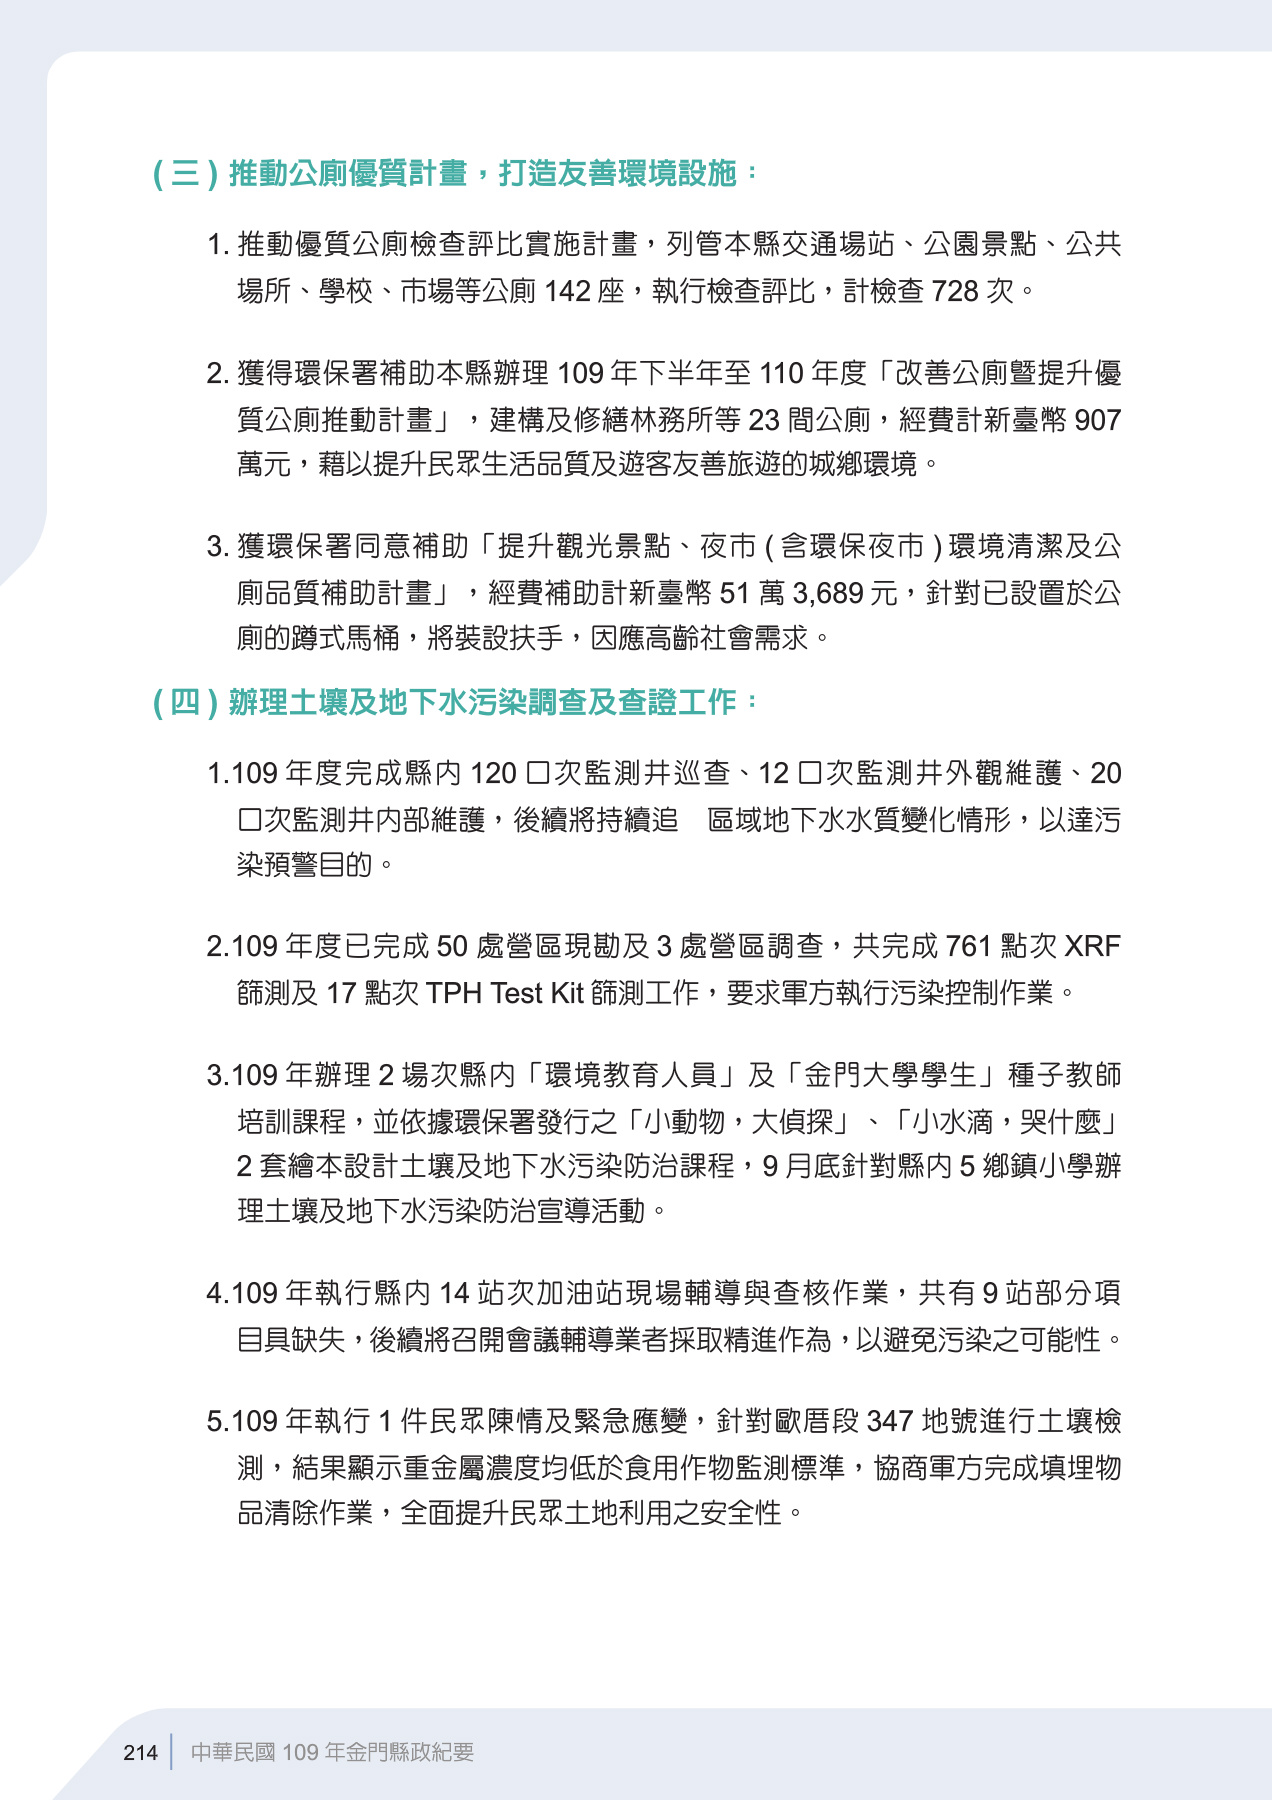 (三) 推動公廁優質計畫，打造友善環境設施：
1. 推動優質公廁檢查評比實施計畫，列管本縣交通場站、公園景點、公共
場所、學校、市場等公廁 142 座，執行檢查評比，計檢查 728 次。
2. 獲得環保署補助本縣辦理 109 年下半年至 110 年度「改善公廁暨提升優
質公廁推動計畫」，建構及修繕林務所等 23 間公廁，經費計新臺幣 907
萬元，藉以提升民眾生活品質及遊客友善旅遊的城鄉環境。
3. 獲環保署同意補助「提升觀光景點、夜市 ( 含環保夜市 ) 環境清潔及公
廁品質補助計畫」，經費補助計新臺幣 51 萬 3,689 元，針對已設置於公
廁的蹲式馬桶，將裝設扶手，因應高齡社會需求。
(四) 辦理土壤及地下水污染調查及查證工作：
1.109 年度完成縣內 120 口次監測井巡查、12 口次監測井外觀維護、20
口次監測井內部維護，後續將持續追　區域地下水水質變化情形，以達污
染預警目的。
2.109 年度已完成 50 處營區現勘及 3 處營區調查，共完成 761 點次 XRF
篩測及 17 點次 TPH Test Kit 篩測工作，要求軍方執行污染控制作業。
3.109 年辦理 2 場次縣內「環境教育人員」及「金門大學學生」種子教師
培訓課程，並依據環保署發行之「小動物，大偵探」、「小水滴，哭什麼」
2 套繪本設計土壤及地下水污染防治課程，9 月底針對縣內 5 鄉鎮小學辦
理土壤及地下水污染防治宣導活動。
4.109 年執行縣內 14 站次加油站現場輔導與查核作業，共有 9 站部分項
目具缺失，後續將召開會議輔導業者採取精進作為，以避免污染之可能性。
5.109 年執行 1 件民眾陳情及緊急應變，針對歐厝段 347 地號進行土壤檢
測，結果顯示重金屬濃度均低於食用作物監測標準，協商軍方完成填埋物
品清除作業，全面提升民眾土地利用之安全性。
214 中華民國 109 年金門縣政紀要